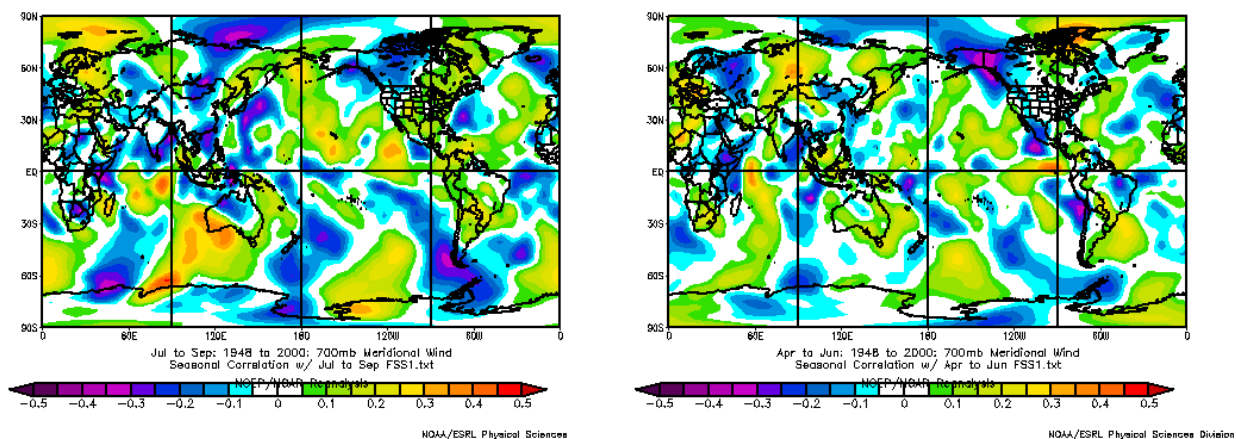 90N
60N
30N
EQ
30S
60S
90S
0 60E 120E 180 120W 60W 0
Jul to Sep: 1948 to 2000: 700mb Meridional Wind
Seasonal Correlation w/ Jul to Sep FSS1.txt
NCEP/NCAR Reanalysis
-0.5 -0.4 -0.3 -0.2 -0.1 0 0.1 0.2 0.3 0.4 0.5
NOAA/ESRL Physical Sciences
90N
60N
30N
EQ
30S
60S
90S
0 60E 120E 180 120W 60W 0
Apr to Jun: 1948 to 2000: 700mb Meridional Wind
Seasonal Correlation w/ Apr to Jun FSS1.txt
NCEP/NCAR Reanalysis
-0.5 -0.4 -0.3 -0.2 -0.1 0 0.1 0.2 0.3 0.4 0.5
NOAA/ESRL Physical Sciences Division